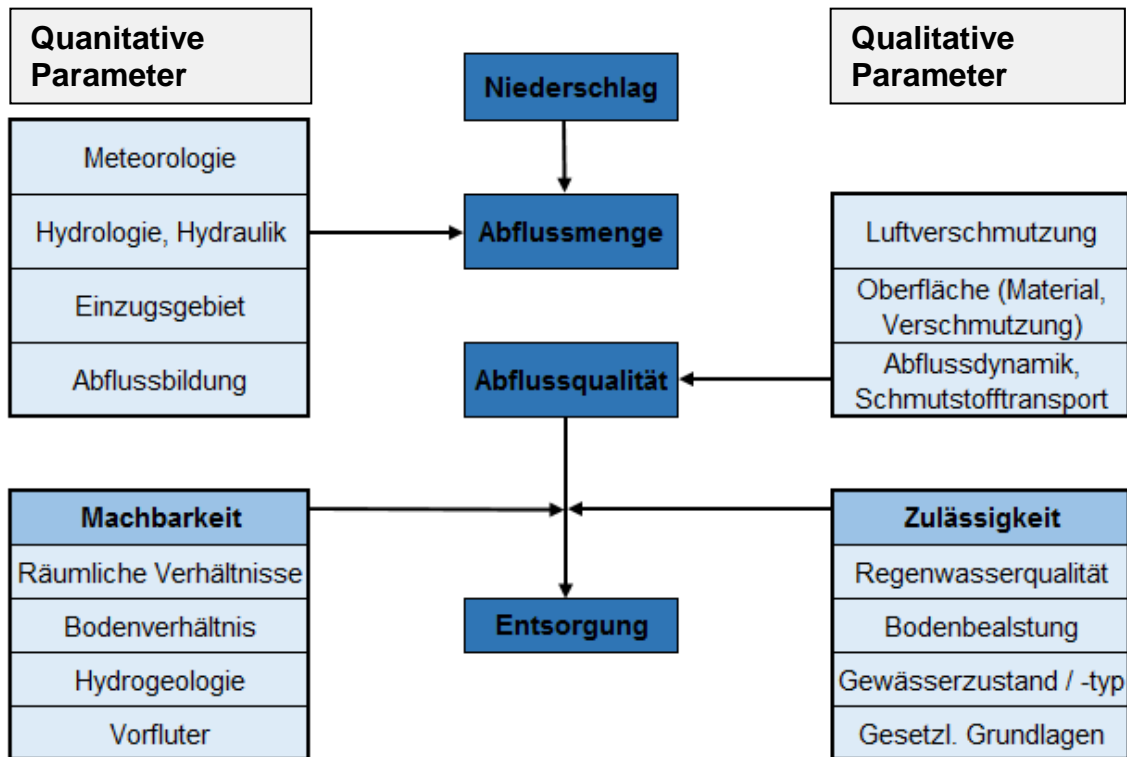 Quanitative
Parameter
Qualitative
Parameter
Niederschlag
Meteorologie
Hydrologie, Hydraulik
Einzugsgebiet
Abflussbildung
Abflussmenge
Abflussqualität
Luftverschmutzung
Oberfläche (Material,
Verschmutzung)
Abflussdynamik,
Schmutstofftransport
Machbarkeit
Räumliche Verhältnisse
Bodenverhältnis
Hydrogeologie
Vorfluter
Entsorgung
Zulässigkeit
Regenwasserqualität
Bodenbealstung
Gewässerzustand / -typ
Gesetzl. Grundlagen